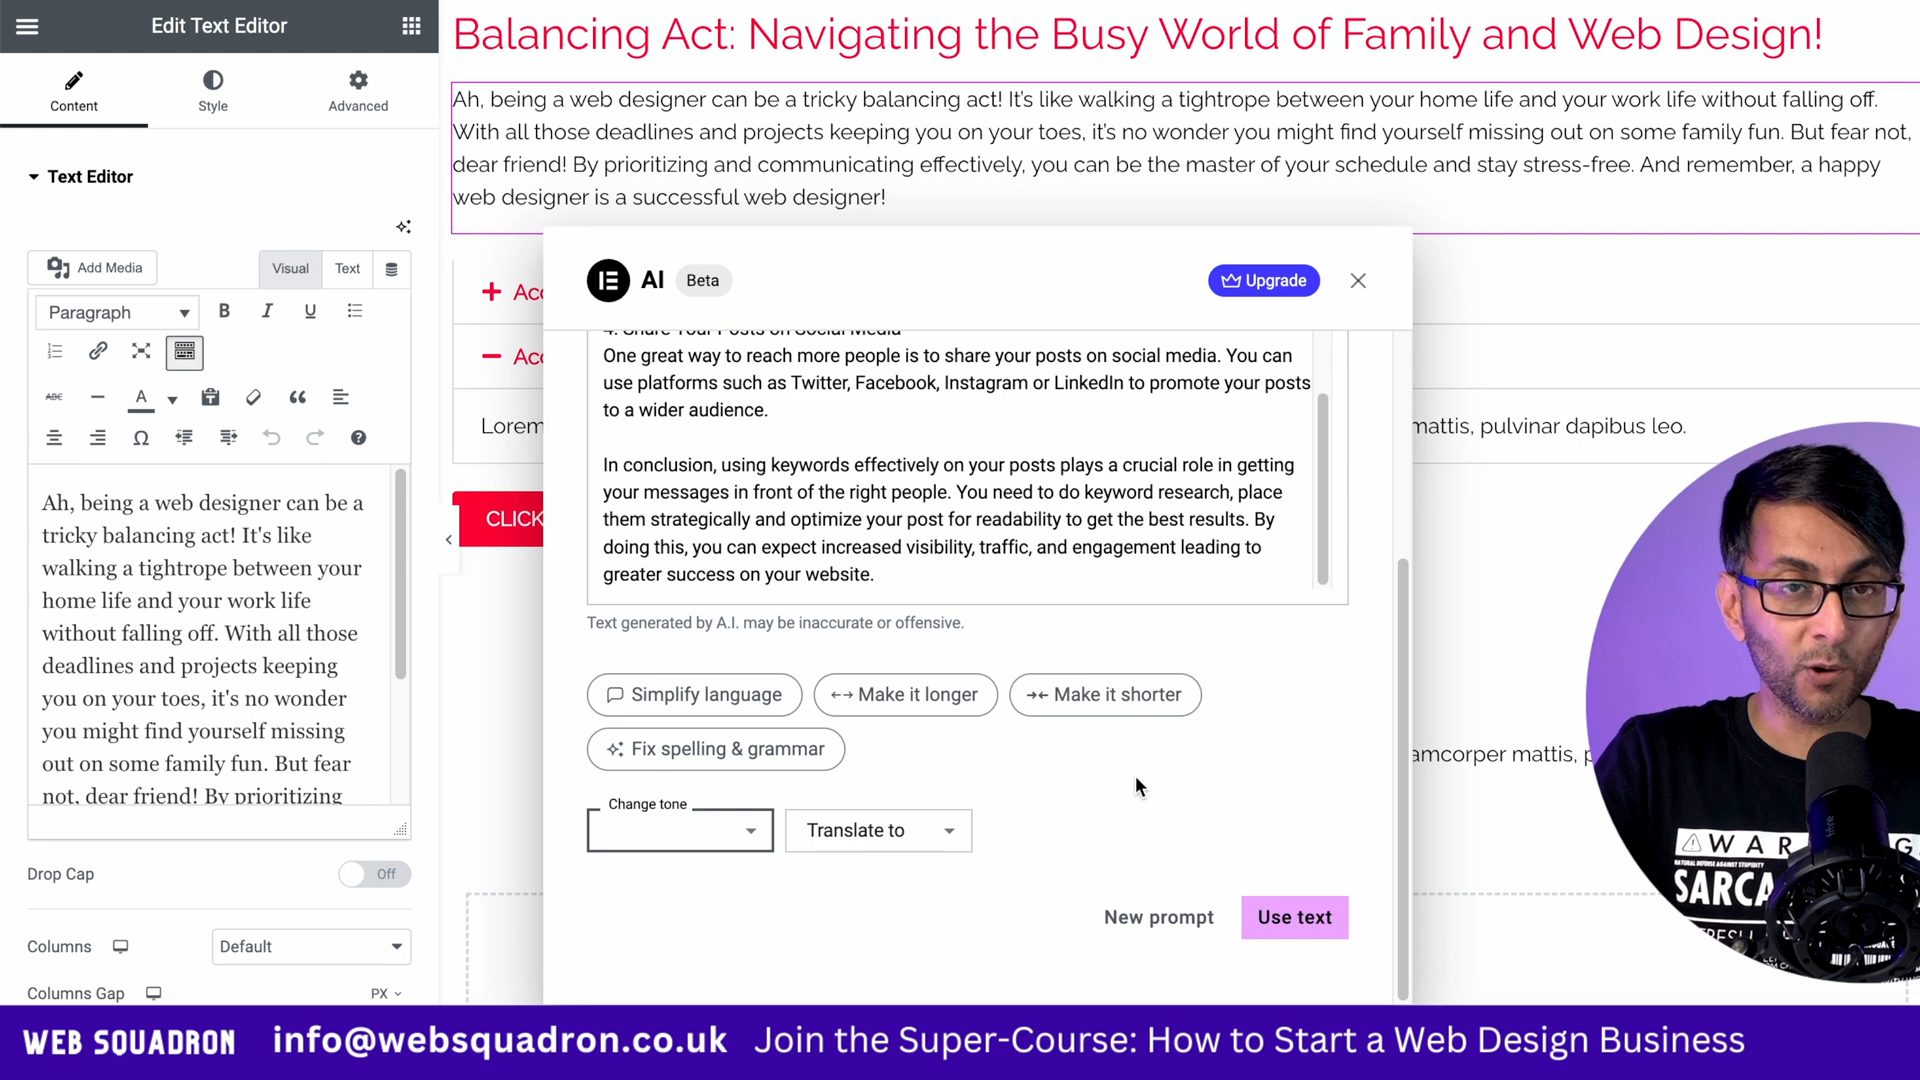 Edit Text Editor
Content
Style
Advanced
Text Editor
Add Media
Visual
Text
Paragraph
B
I
U
ABC
A
Ω
Ah, being a web designer can be a
tricky balancing act! It's like
walking a tightrope between your
home life and your work life
without falling off. With all those
deadlines and projects keeping
you on your toes, it's no wonder
you might find yourself missing
out on some family fun. But fear
not, dear friend! By prioritizing
Drop Cap
Off
Columns
Default
Columns Gap
PX
Balancing Act: Navigating the Busy World of Family and Web Design!
Ah, being a web designer can be a tricky balancing act! It's like walking a tightrope between your home life and your work life without falling off.
With all those deadlines and projects keeping you on your toes, it's no wonder you might find yourself missing out on some family fun. But fear not,
dear friend! By prioritizing and communicating effectively, you can be the master of your schedule and stay stress-free. And remember, a happy
web designer is a successful web designer!
Acc
Acc
Lorem
mattis, pulvinar dapibus leo.
CLICK
amcorper mattis, p
AI
Beta
Upgrade
4. Share Your Posts on Social Media
One great way to reach more people is to share your posts on social media. You can
use platforms such as Twitter, Facebook, Instagram or LinkedIn to promote your posts
to a wider audience.
In conclusion, using keywords effectively on your posts plays a crucial role in getting
your messages in front of the right people. You need to do keyword research, place
them strategically and optimize your post for readability to get the best results. By
doing this, you can expect increased visibility, traffic, and engagement leading to
greater success on your website.
Text generated by A.I. may be inaccurate or offensive.
Simplify language
Make it longer
Make it shorter
Fix spelling & grammar
Change tone
Translate to
New prompt
Use text
WAR
G.
NATURAL DEFENSE AGAINST STUPIDITY
SARCA
WEB SQUADRON
info@websquadron.co.uk
Join the Super-Course: How to Start a Web Design Business